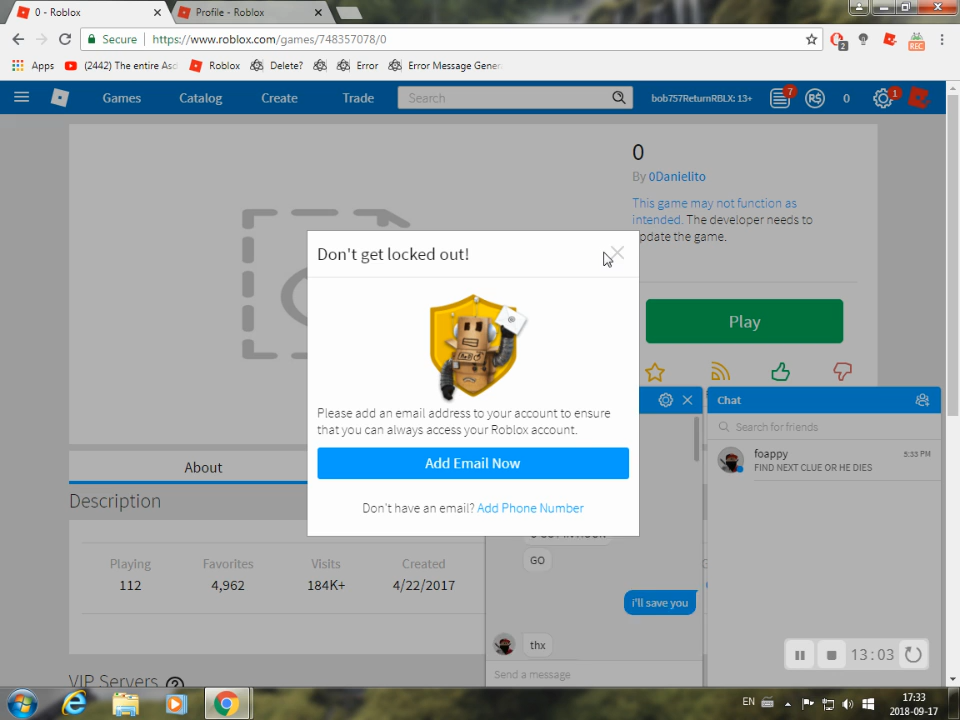 0 - Roblox
Profile - Roblox
Secure
https://www.roblox.com/games/748357078/0
2
REC
Apps
(2442) The entire Asd
Roblox
Delete?
Error
Error Message Gener
Games
Catalog
Create
Trade
Search
bob757ReturnRBLX: 13+
7
R$
0
1
0
By 0Danielito
This game may not function as
intended. The developer needs to
update the game.
Don't get locked out!
Please add an email address to your account to ensure
that you can always access your Roblox account.
Add Email Now
Don't have an email? Add Phone Number
Play
Chat
Search for friends
foappy
5:33 PM
FIND NEXT CLUE OR HE DIES
About
Description
Playing
Favorites
Visits
Created
112
4,962
184K+
4/22/2017
GO
i'll save you
thx
Send a message
13:03
VIP Servers
EN
17:33
2018-09-17